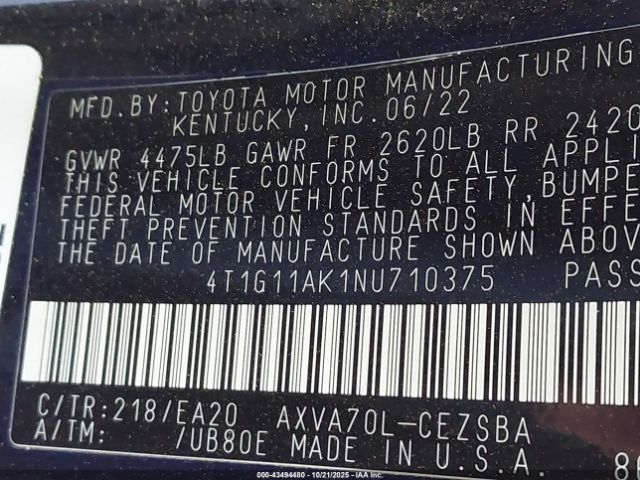 MFD. BY: TOYOTA MOTOR MANUFACTURING
KENTUCKY, INC. 06/22
GVWR 4475LB GAWR FR 2620LB RR 2420
THIS VEHICLE CONFORMS TO ALL APPLI
FEDERAL MOTOR VEHICLE SAFETY, BUMPE
THEFT PREVENTION STANDARDS IN EFFE
THE DATE OF MANUFACTURE SHOWN ABOV
4T1G11AK1NU710375 PASS
C/TR: 218/EA20 AXVA70L-CEZSBA
A/TM: /UB80E MADE IN U.S.A.
000-43494480 - 10/21/2025 - IAA Inc.